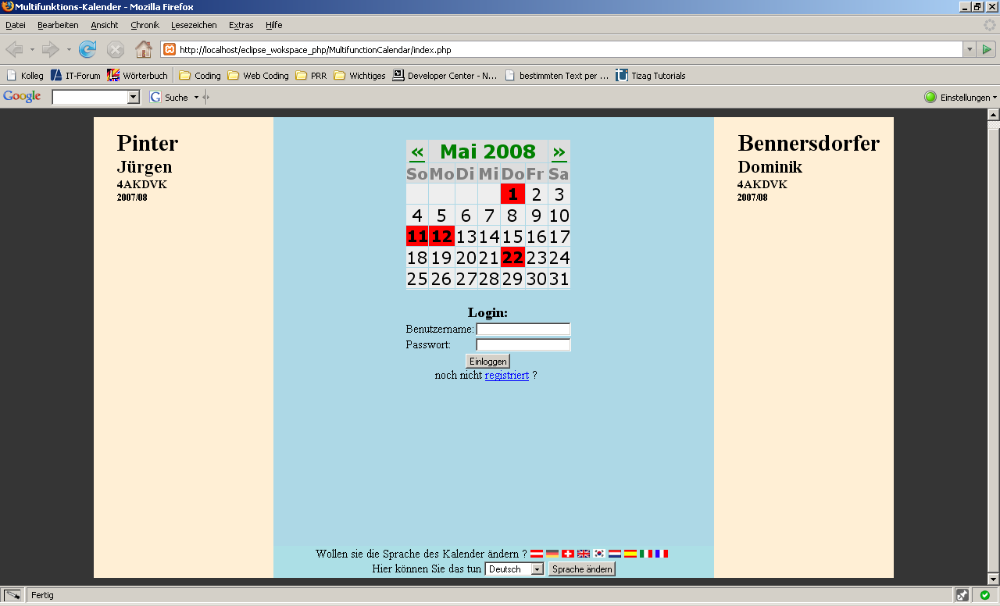 Multifunktions-Kalender - Mozilla Firefox
Datei Bearbeiten Ansicht Chronik Lesezeichen Extras Hilfe
http://localhost/eclipse_wokspace_php/MultifunctionCalendar/index.php
Kolleg IT-Forum Wörterbuch Coding Web Coding PRR Wichtiges Developer Center - N... bestimmten Text per ... Tizag Tutorials
Google G Suche Einstellungen
Pinter
Jürgen
4AKDVK
2007/08
« Mai 2008 »
So Mo Di Mi Do Fr Sa
1 2 3
4 5 6 7 8 9 10
11 12 13 14 15 16 17
18 19 20 21 22 23 24
25 26 27 28 29 30 31
Login:
Benutzername:
Passwort:
Einloggen
noch nicht registriert ?
Bennersdorfer
Dominik
4AKDVK
2007/08
Wollen sie die Sprache des Kalender ändern ?
Hier können Sie das tun Deutsch Sprache ändern
Fertig